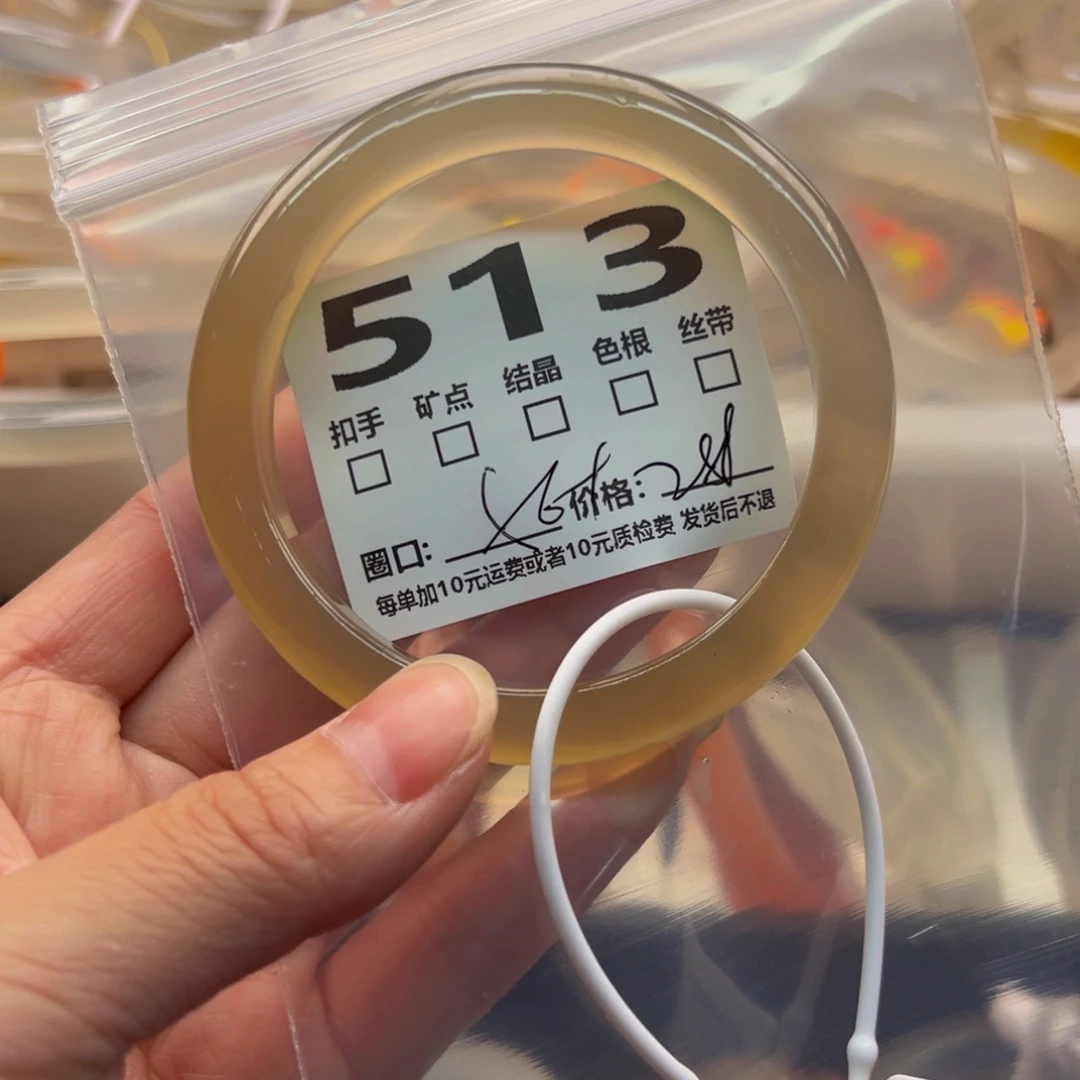 513
扣手 矿点 结晶 色根 丝带
圈口: 价格:
每单加10元运费或者10元质检费 发货后不退